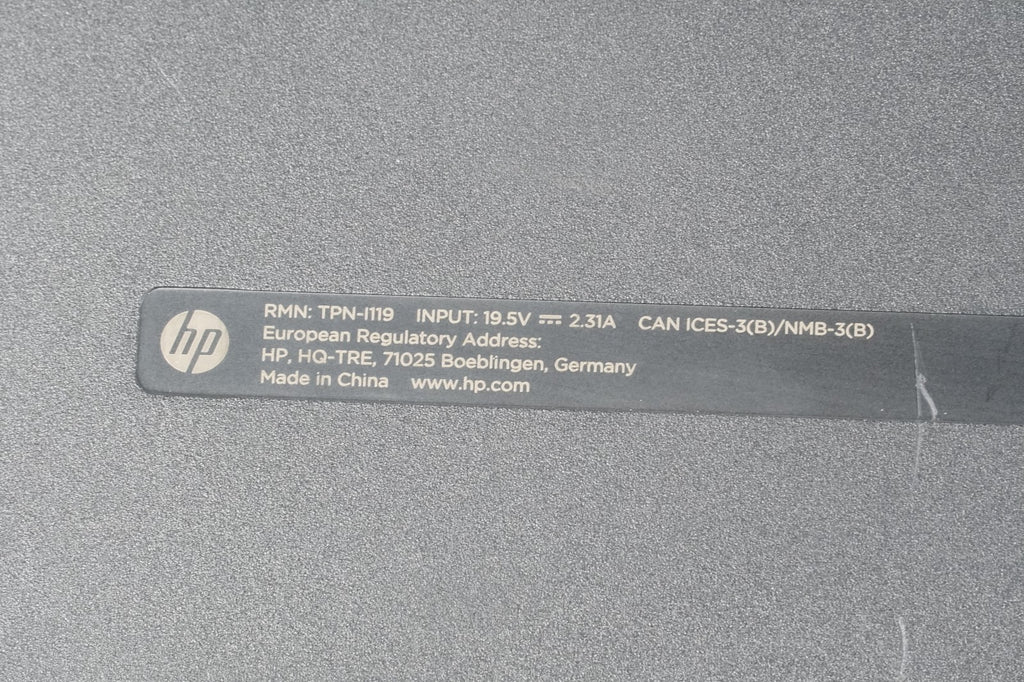 hp
RMN: TPN-I119 INPUT: 19.5V ⎓ 2.31A CAN ICES-3(B)/NMB-3(B)
European Regulatory Address:
HP, HQ-TRE, 71025 Boeblingen, Germany
Made in China www.hp.com